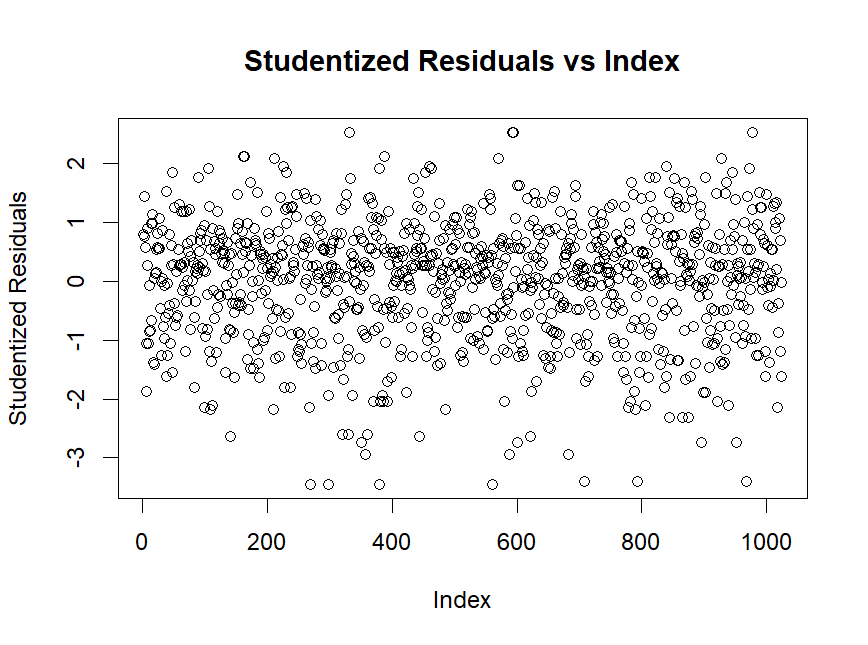 Studentized Residuals vs Index
Studentized Residuals
2
1
0
-1
-2
-3
0 200 400 600 800 1000
Index